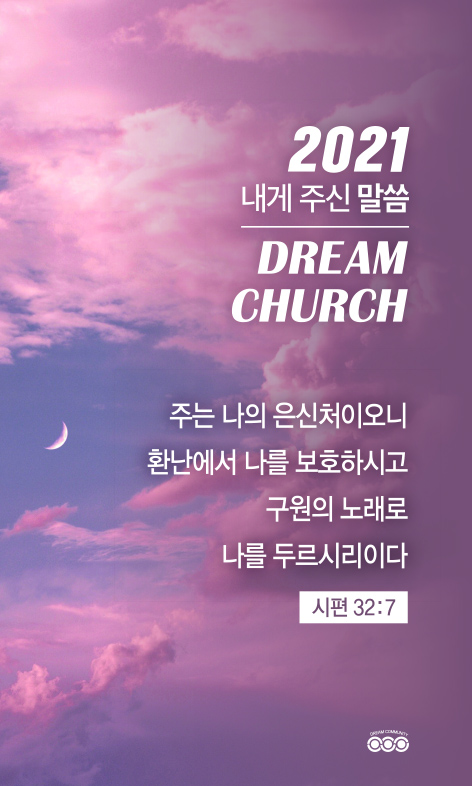 2021
내게 주신 말씀
DREAM
CHURCH
주는 나의 은신처이오니
환난에서 나를 보호하시고
구원의 노래로
나를 두르시리이다
시편 32:7
DREAM COMMUNITY